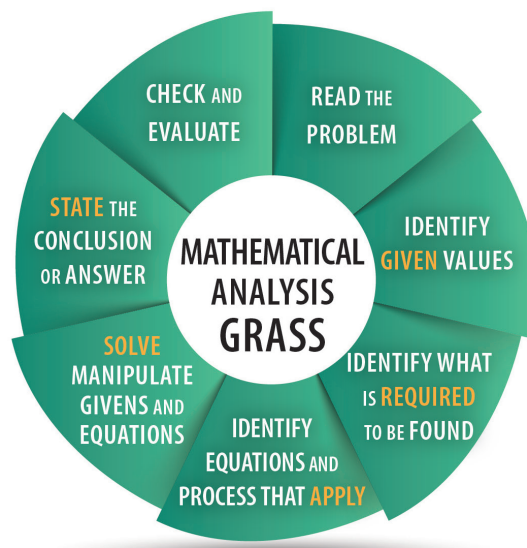 MATHEMATICAL
ANALYSIS
GRASS
READ THE
PROBLEM
IDENTIFY
GIVEN VALUES
IDENTIFY WHAT
IS REQUIRED
TO BE FOUND
IDENTIFY
EQUATIONS AND
PROCESS THAT APPLY
SOLVE
MANIPULATE
GIVENS AND
EQUATIONS
STATE THE
CONCLUSION
OR ANSWER
CHECK AND
EVALUATE